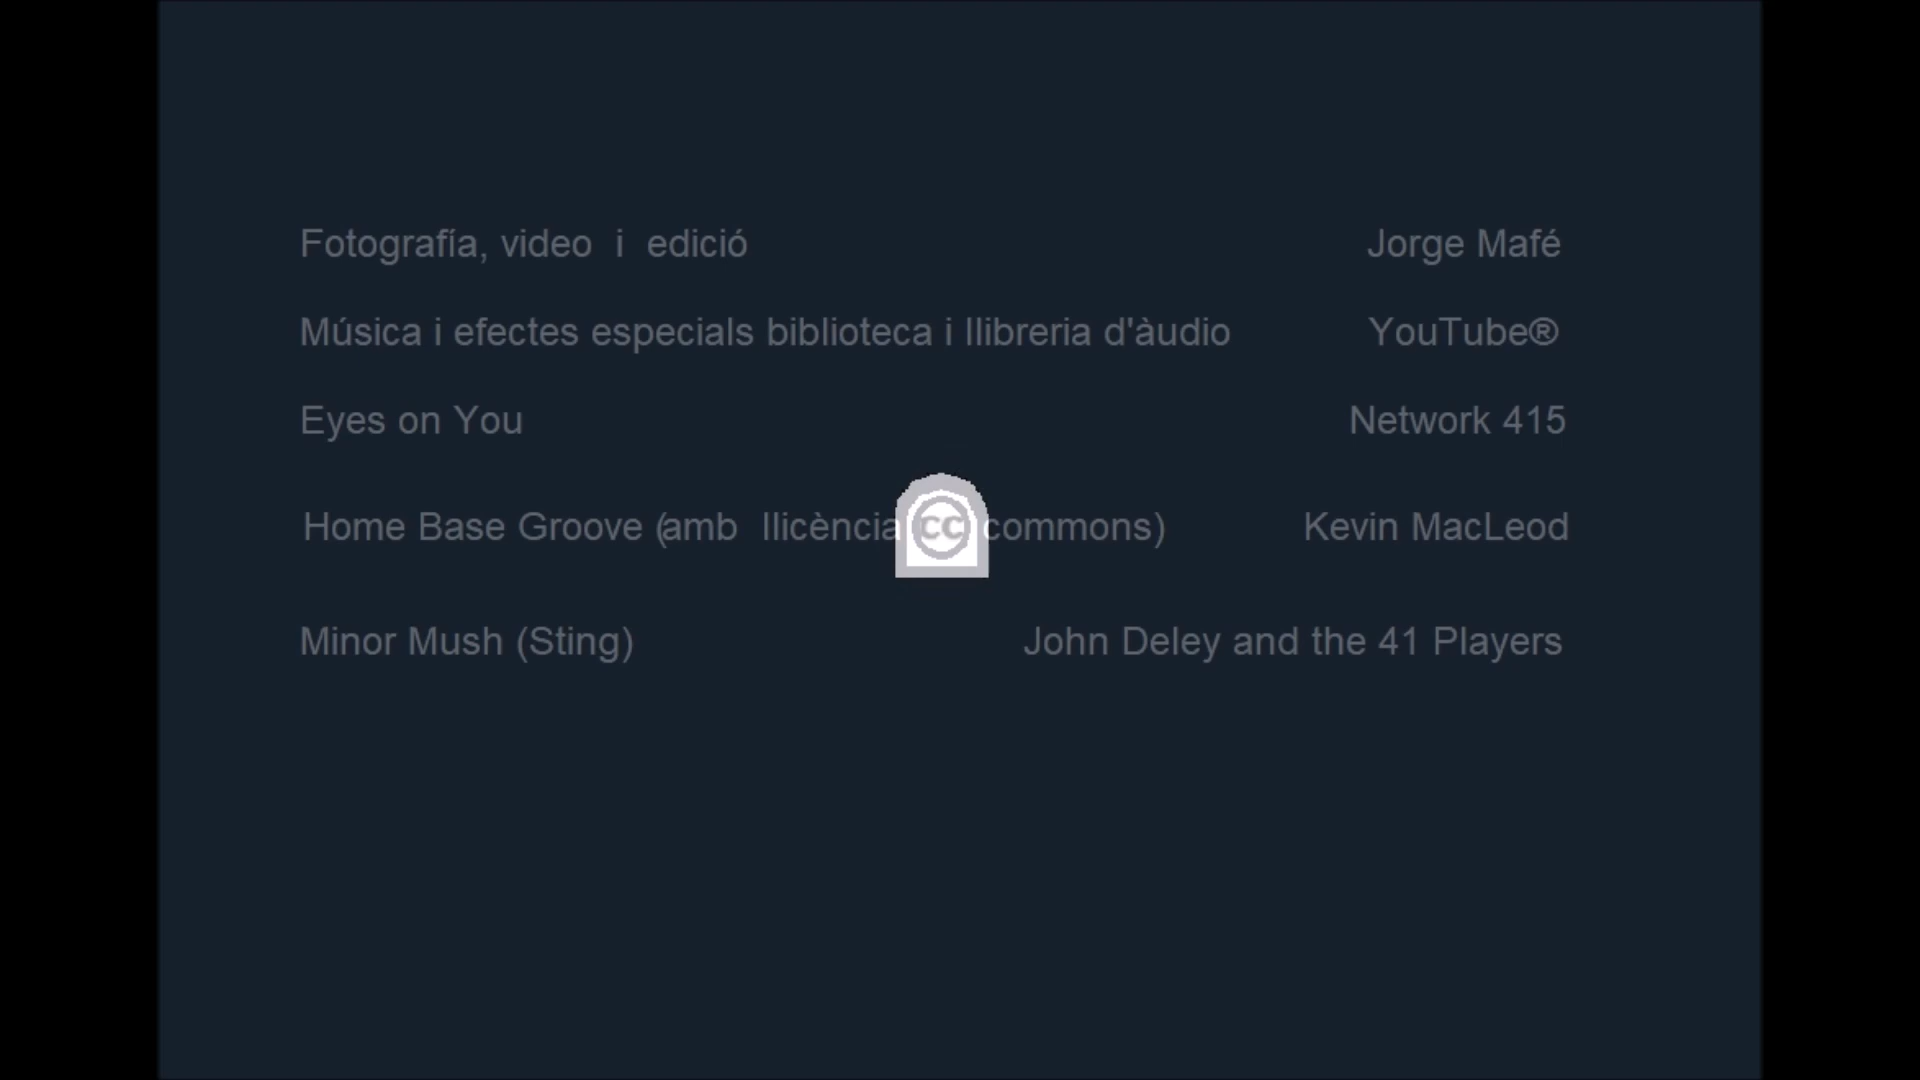 Fotografía, video i edició Jorge Mafé
Música i efectes especials biblioteca i llibreria d'àudio YouTube®
Eyes on You Network 415
Home Base Groove (amb llicència cc commons) Kevin MacLeod
Minor Mush (Sting) John Deley and the 41 Players